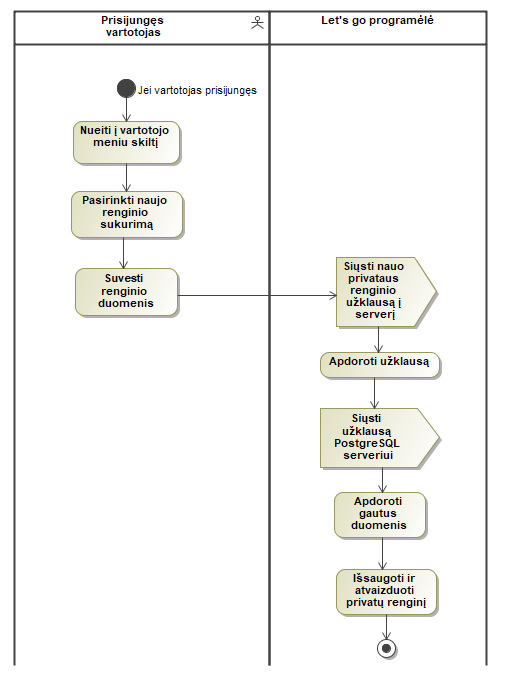 Prisijungęs
vartotojas
Let's go programėlė
Jei vartotojas prisijungęs
Nueiti į vartotojo
meniu skiltį
Pasirinkti naujo
renginio
sukurimą
Suvesti
renginio
duomenis
Siųsti nauo
privataus
renginio
užklausą į
serverį
Apdoroti užklausą
Siųsti
užklausą
PostgreSQL
serveriui
Apdoroti
gautus
duomenis
Išsaugoti ir
atvaizduoti
privatų renginį